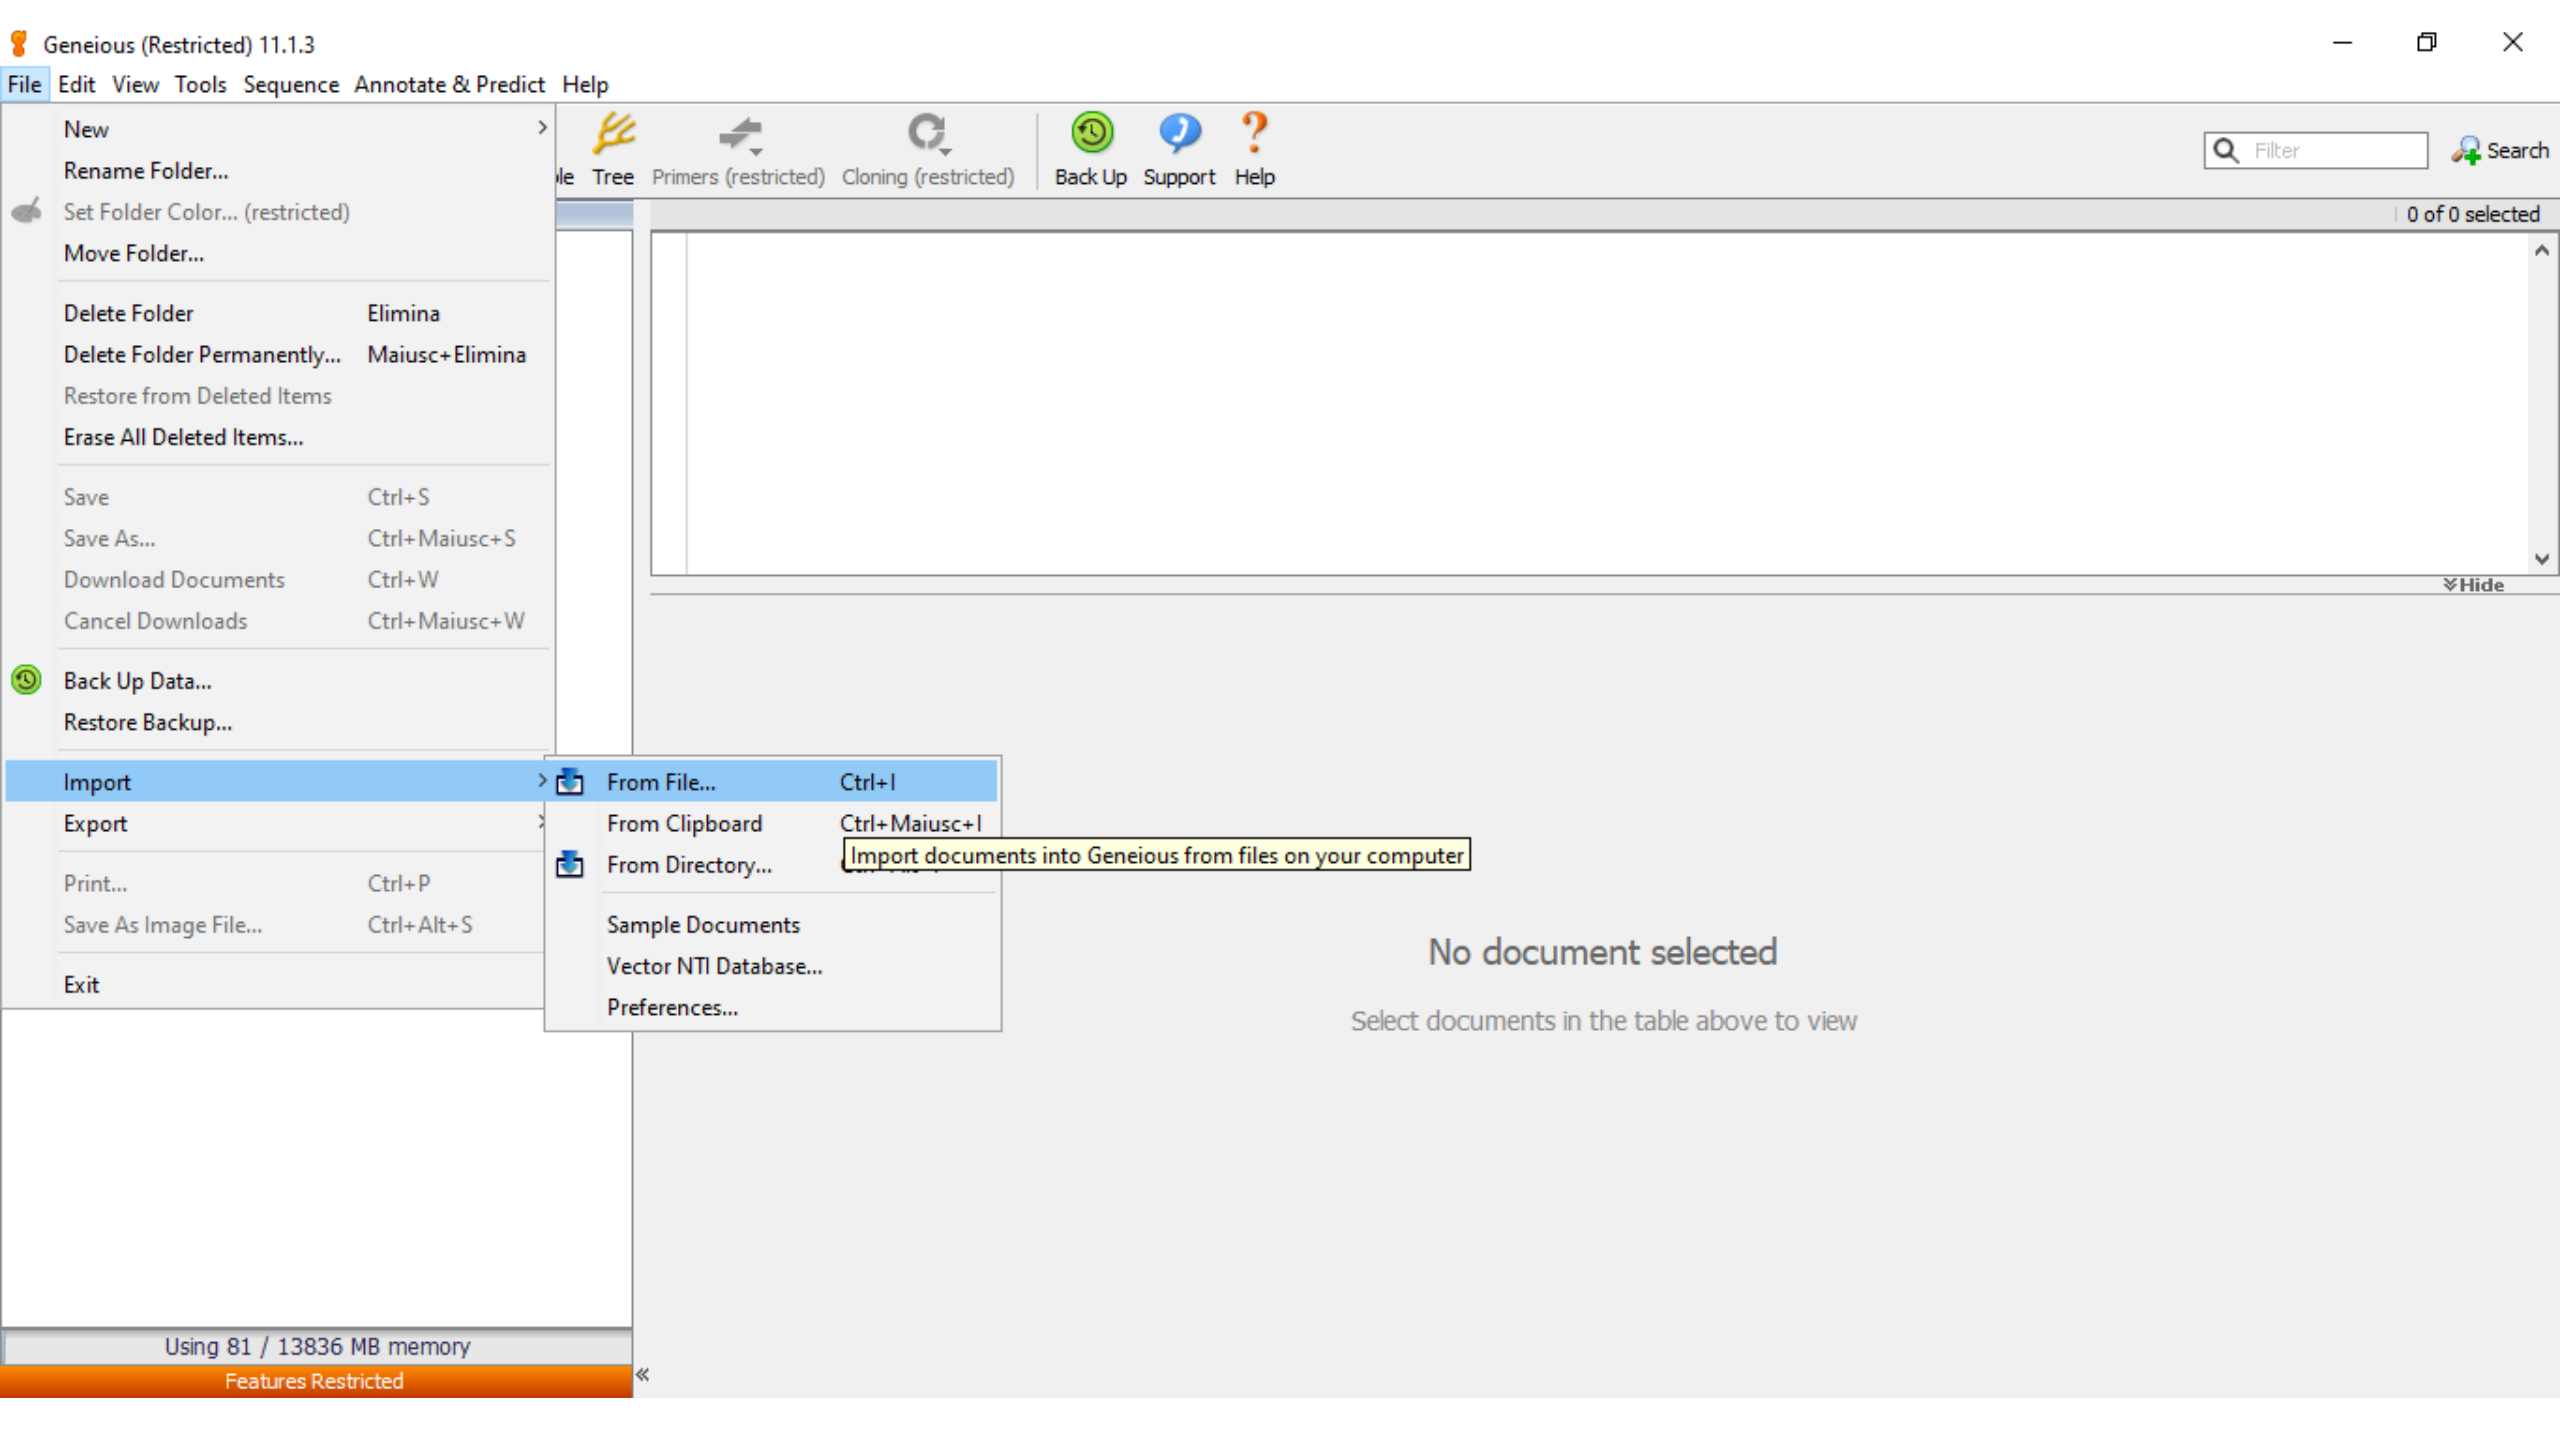 Geneious (Restricted) 11.1.3
File Edit View Tools Sequence Annotate & Predict Help
Tree Primers (restricted) Cloning (restricted) Back Up Support Help
Filter Search
0 of 0 selected
New
Rename Folder...
Set Folder Color... (restricted)
Move Folder...
Delete Folder Elimina
Delete Folder Permanently... Maiusc+Elimina
Restore from Deleted Items
Erase All Deleted Items...
Save Ctrl+S
Save As... Ctrl+Maiusc+S
Download Documents Ctrl+W
Cancel Downloads Ctrl+Maiusc+W
Back Up Data...
Restore Backup...
Import
Export
Print... Ctrl+P
Save As Image File... Ctrl+Alt+S
Exit
From File... Ctrl+I
From Clipboard Ctrl+Maiusc+I
From Directory...
Import documents into Geneious from files on your computer
Sample Documents
Vector NTI Database...
Preferences...
Hide
No document selected
Select documents in the table above to view
Using 81 / 13836 MB memory
Features Restricted